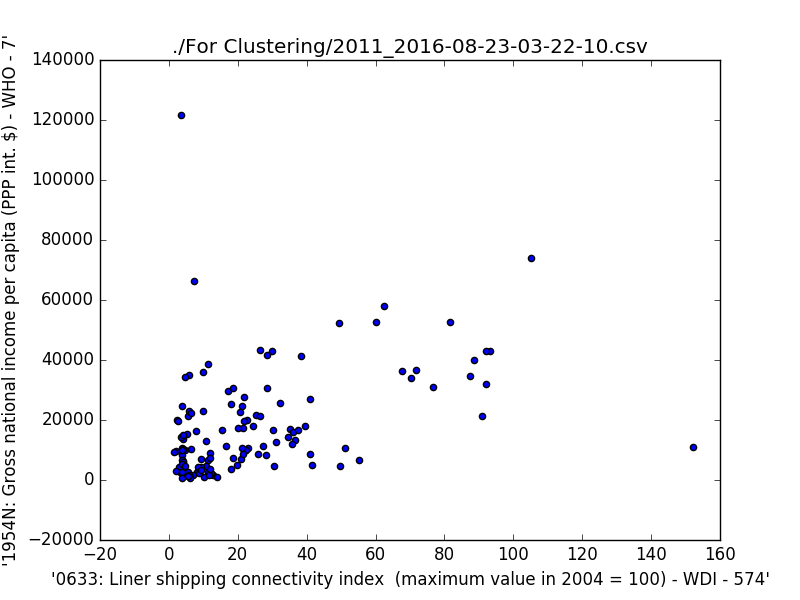 ./For Clustering/2011_2016-08-23-03-22-10.csv
'1954N: Gross national income per capita (PPP int. $) - WHO - 7'
140000
120000
100000
80000
60000
40000
20000
0
−20000
−20 0 20 40 60 80 100 120 140 160
'0633: Liner shipping connectivity index  (maximum value in 2004 = 100) - WDI - 574'